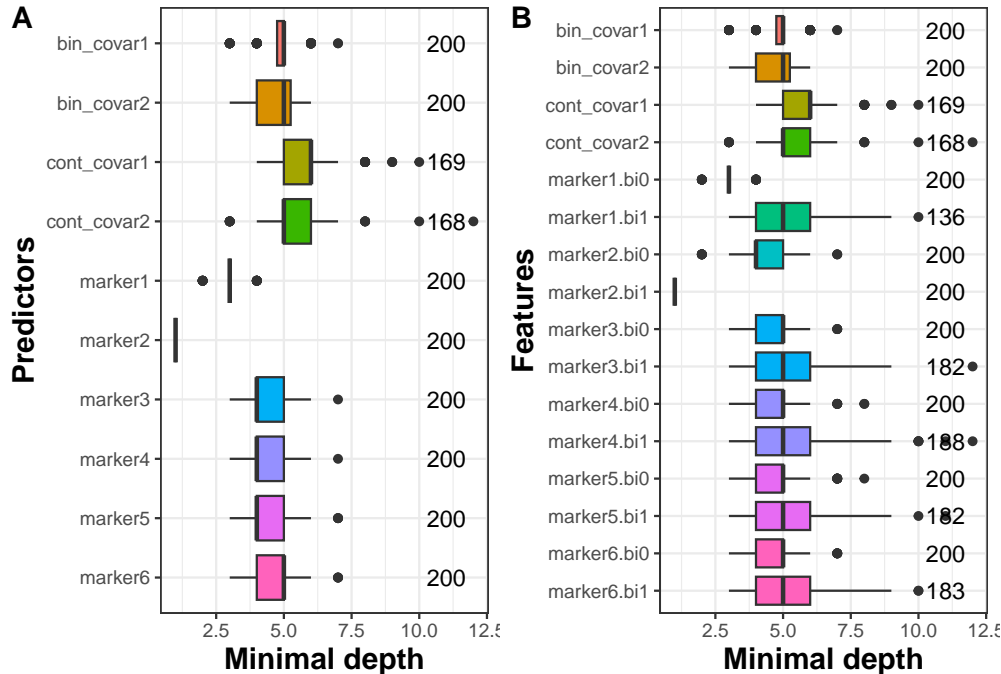 A
Predictors
bin_covar1 200
bin_covar2 200
cont_covar1 169
cont_covar2 168
marker1 200
marker2 200
marker3 200
marker4 200
marker5 200
marker6 200
2.5 5.0 7.5 10.0 12.5
Minimal depth
B
Features
bin_covar1 200
bin_covar2 200
cont_covar1 169
cont_covar2 168
marker1.bi0 200
marker1.bi1 136
marker2.bi0 200
marker2.bi1 200
marker3.bi0 200
marker3.bi1 182
marker4.bi0 200
marker4.bi1 188
marker5.bi0 200
marker5.bi1 182
marker6.bi0 200
marker6.bi1 183
2.5 5.0 7.5 10.0 12.5
Minimal depth